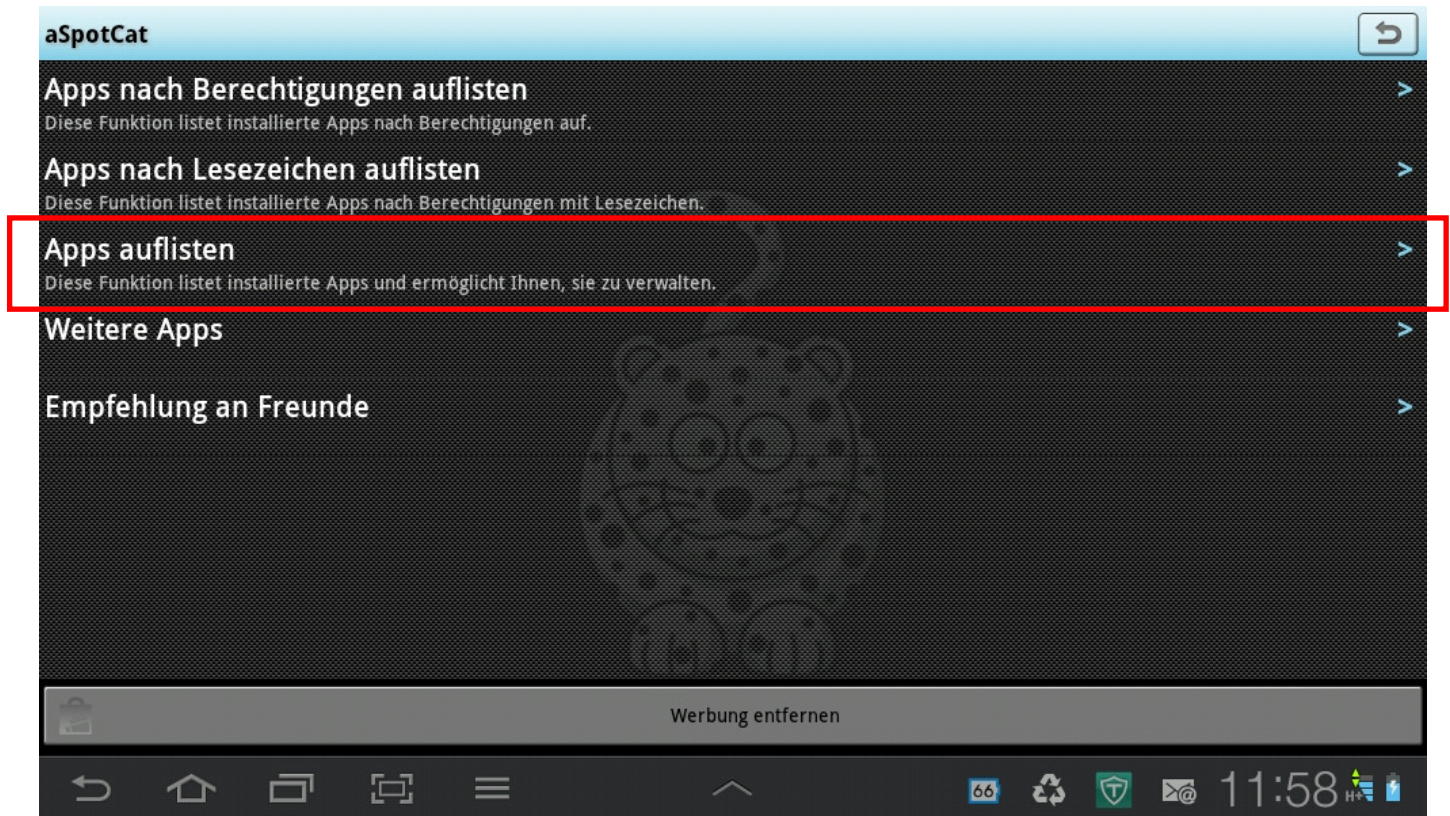 aSpotCat
Apps nach Berechtigungen auflisten
>
Diese Funktion listet installierte Apps nach Berechtigungen auf.
Apps nach Lesezeichen auflisten
>
Diese Funktion listet installierte Apps nach Berechtigungen mit Lesezeichen.
Apps auflisten
>
Diese Funktion listet installierte Apps und ermöglicht Ihnen, sie zu verwalten.
Weitere Apps
>
Empfehlung an Freunde
>
Werbung entfernen
66
T
@
11:58
H+